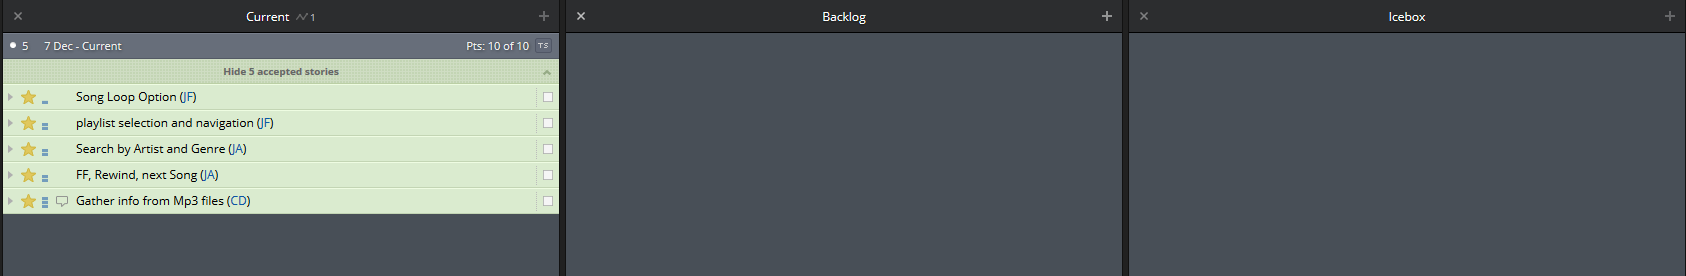 Current 1
5 7 Dec - Current Pts: 10 of 10 TS
Hide 5 accepted stories
Song Loop Option (JF)
playlist selection and navigation (JF)
Search by Artist and Genre (JA)
FF, Rewind, next Song (JA)
Gather info from Mp3 files (CD)
Backlog
Icebox